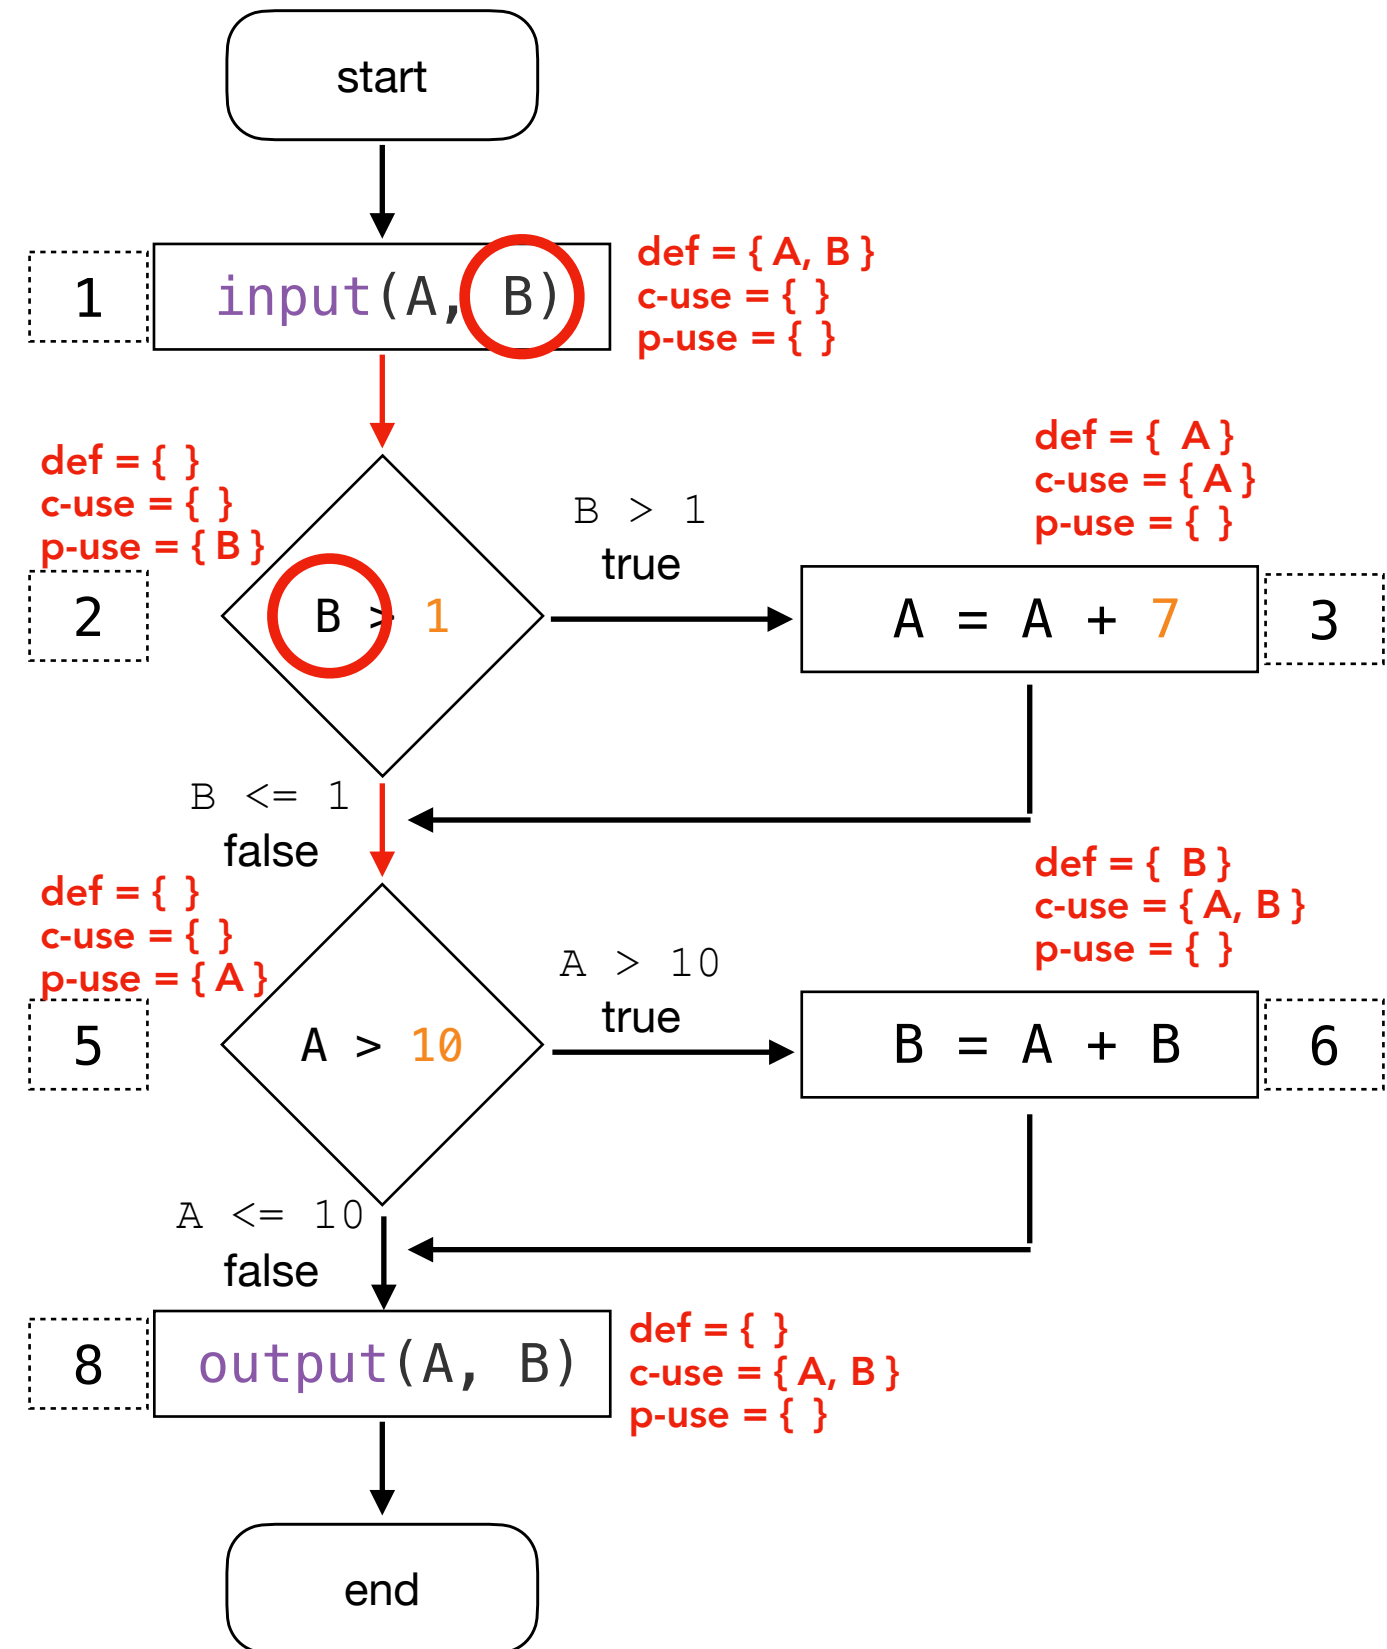 start
1
input(A, B)
def = { A, B }
c-use = { }
p-use = { }
def = { }
c-use = { }
p-use = { B }
2
B > 1
B > 1
true
def = { A }
c-use = { A }
p-use = { }
A = A + 7
3
B <= 1
false
def = { }
c-use = { }
p-use = { A }
5
A > 10
A > 10
true
def = { B }
c-use = { A, B }
p-use = { }
B = A + B
6
A <= 10
false
8
output(A, B)
def = { }
c-use = { A, B }
p-use = { }
end